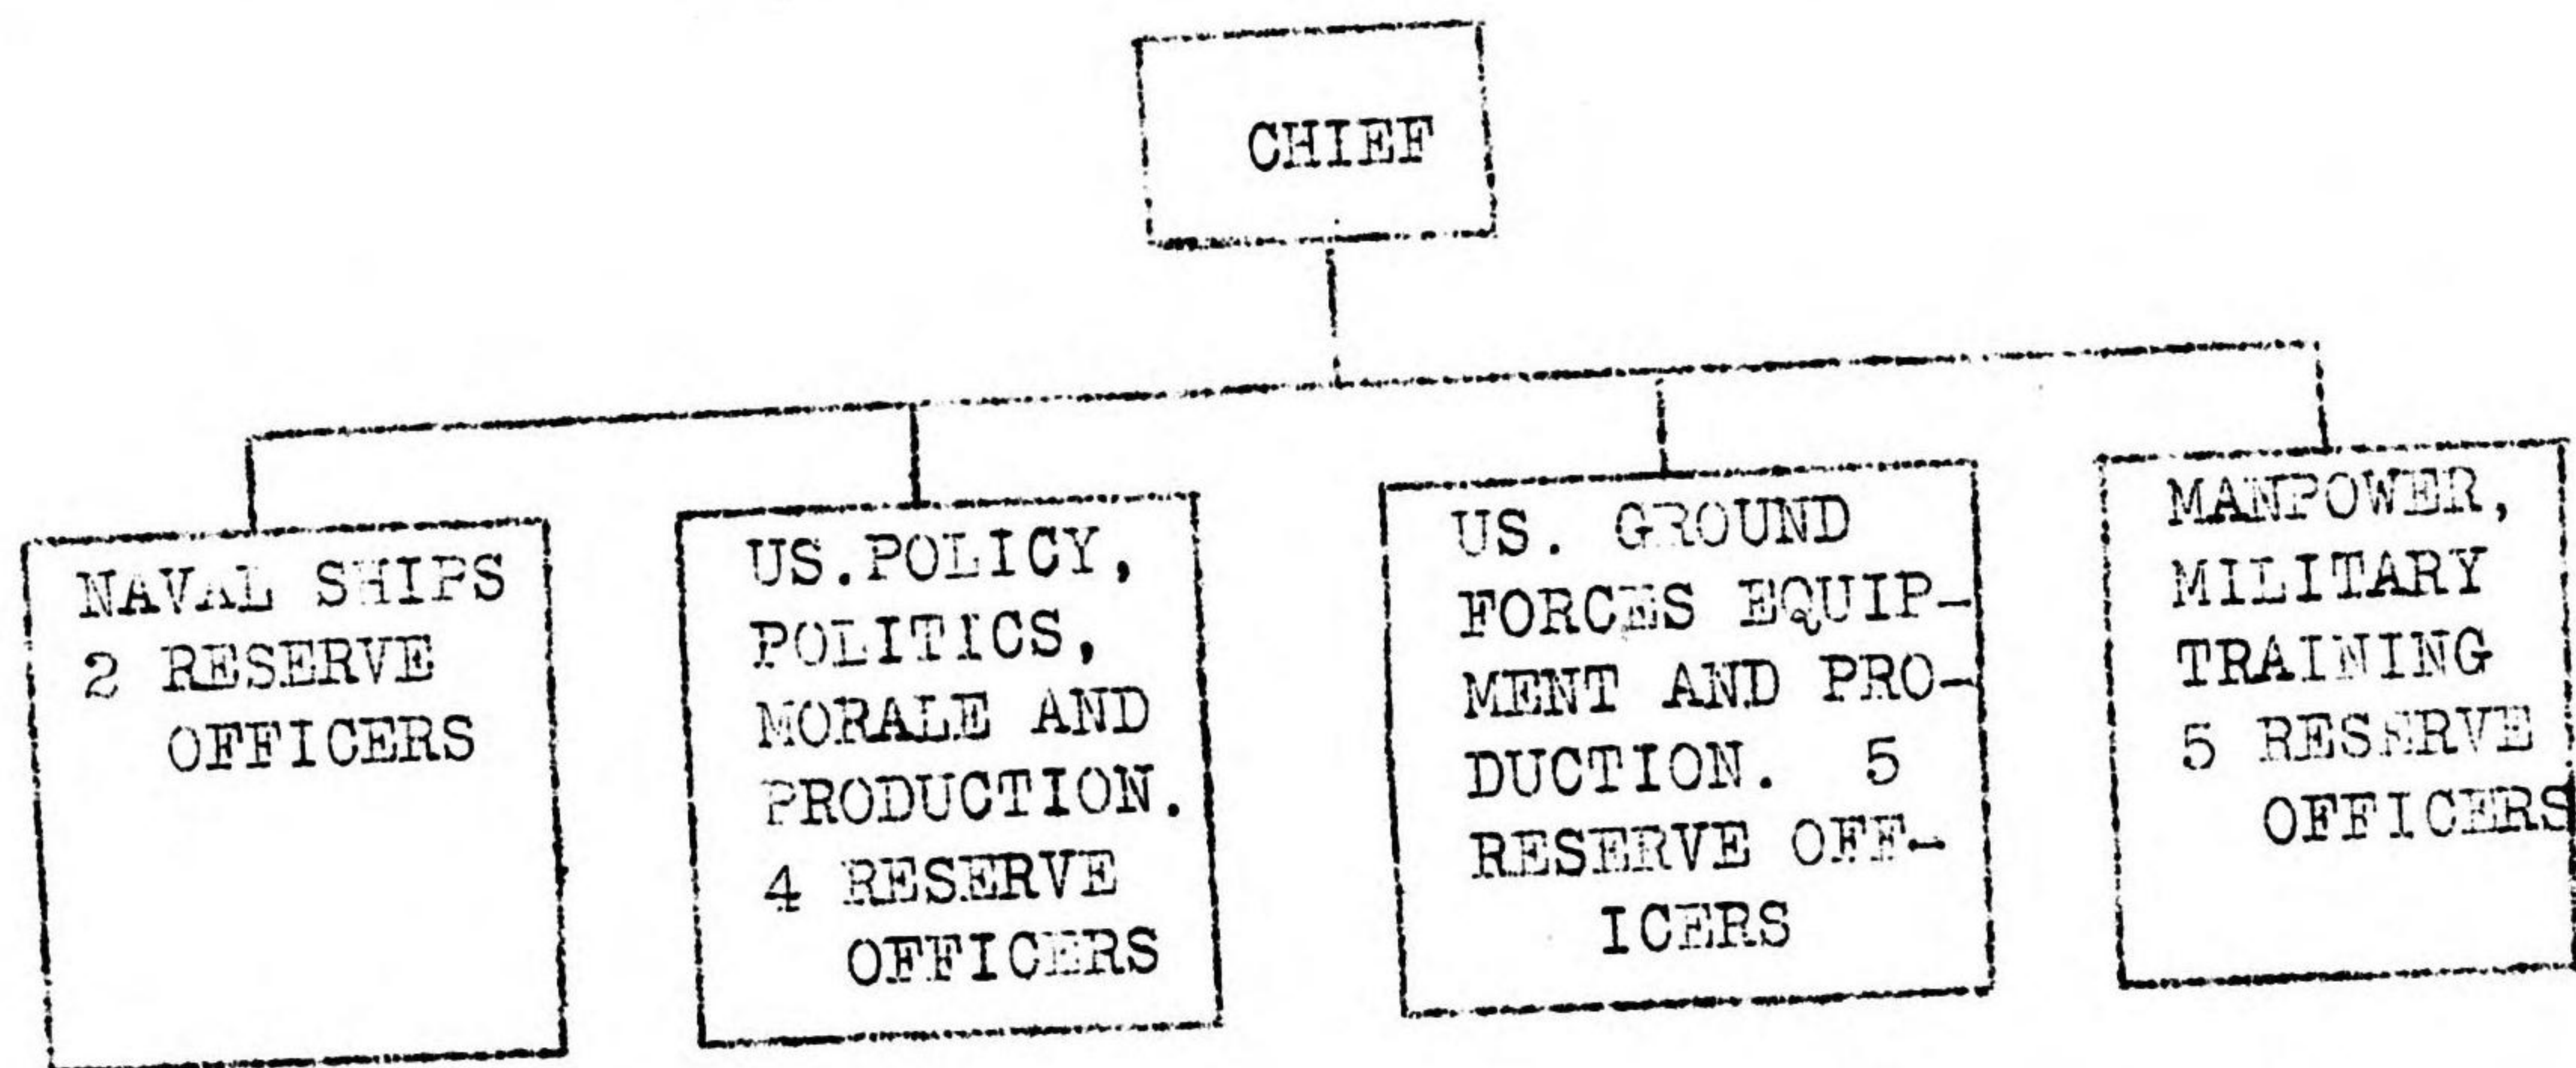 CHIEF
NAVAL SHIPS
2 RESERVE
OFFICERS
US.POLICY,
POLITICS,
MORALE AND
PRODUCTION.
4 RESERVE
OFFICERS
US. GROUND
FORCES EQUIP-
MENT AND PRO-
DUCTION. 5
RESERVE OFF-
ICERS
MANPOWER,
MILITARY
TRAINING
5 RESERVE
OFFICERS